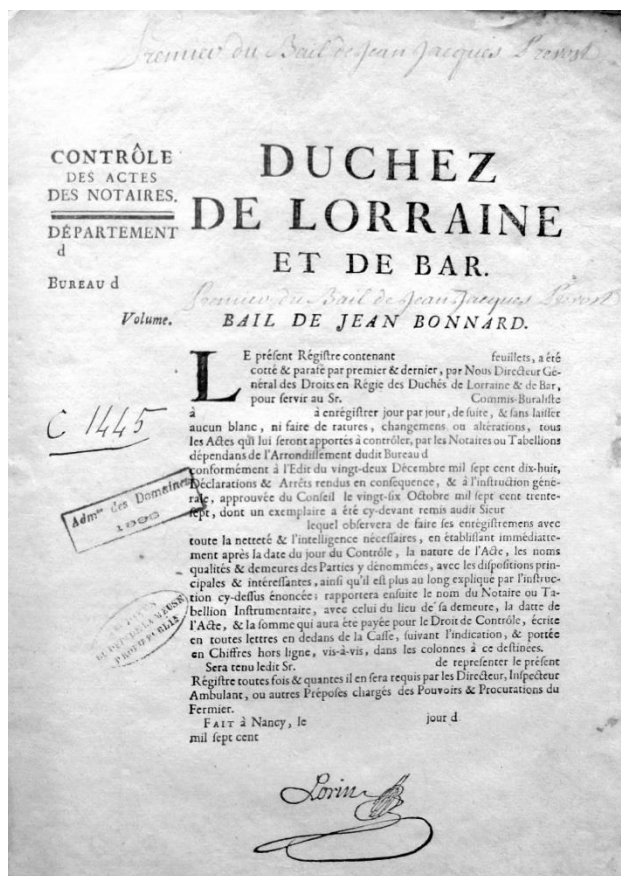 Premier du Bail de Jean Jacques Prevost
CONTRÔLE
DES ACTES
DES NOTAIRES.
DÉPARTEMENT
d
BUREAU d
Volume.
DUCHEZ
DE LORRAINE
ET DE BAR.
Premier du Bail de Jean Jacques Prevost
BAIL DE JEAN BONNARD.
LE préſent Régiſtre contenant feuillets, a été
cotté & parafé par premier & dernier, par Nous Directeur Gé-
néral des Droits en Régie des Duchés de Lorraine & de Bar,
pour ſervir au Sr. Commis-Buraliſte
à à enrégiſtrer jour par jour, de ſuite, & ſans laiſſer
aucun blanc, ni faire de ratures, changemens ou altérations, tous
les Actes qui lui ſeront apportés à contrôler, par les Notaires ou Tabellions
dépendans de l'Arrondiſſement dudit Bureau d
conformément à l'Edit du vingt-deux Décembre mil ſept cent dix-huit,
Déclarations & Arrêts rendus en conſéquence, & à l'inſtruction géné-
rale, approuvée du Conſeil le vingt-ſix Octobre mil ſept cent trente-
ſept, dont un exemplaire a été cy-devant remis audit Sieur
lequel obſervera de faire ſes enrégiſtremens avec
toute la netteté & l'intelligence néceſſaires, en établiſſant immédiatte-
ment après la date du jour du Contrôle, la nature de l'Acte, les noms
qualités & demeures des Parties y dénommées, avec les diſpoſitions prin-
cipales & intéreſſantes, ainſi qu'il eſt plus au long expliqué par l'inſtruc-
tion cy-deſſus énoncée; rapportera enſuite le nom du Notaire ou Ta-
bellion Inſtrumentaire, avec celui du lieu de ſa demeure, la datte de
l'Acte, & la ſomme qui aura été payée pour le Droit de Contrôle, écrite
en toutes lettres en dedans de la Caſſe, ſuivant l'indication, & portée
en Chiffres hors ligne, vis-à-vis, dans les colonnes à ce deſtinées.
Sera tenu ledit Sr. de repréſenter le préſent
Régiſtre toutes fois & quantes il en ſera requis par les Directeur, Inſpecteur
Ambulant, ou autres Prépoſés chargés des Pouvoirs & Procurations du
Fermier.
FAIT à Nancy, le jour d
mil ſept cent
C 1445
Admon des Domaines
DE LA MEUSE
Lorin